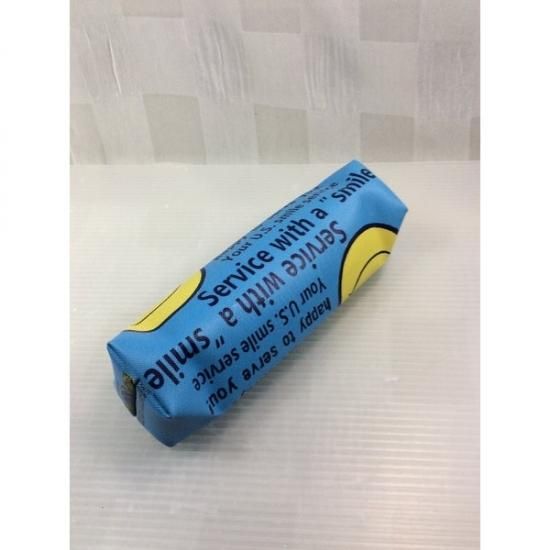 Your U.S. smile service
Service with a "smile
Service with a "smile
Your U.S. smile service
happy to serve you!